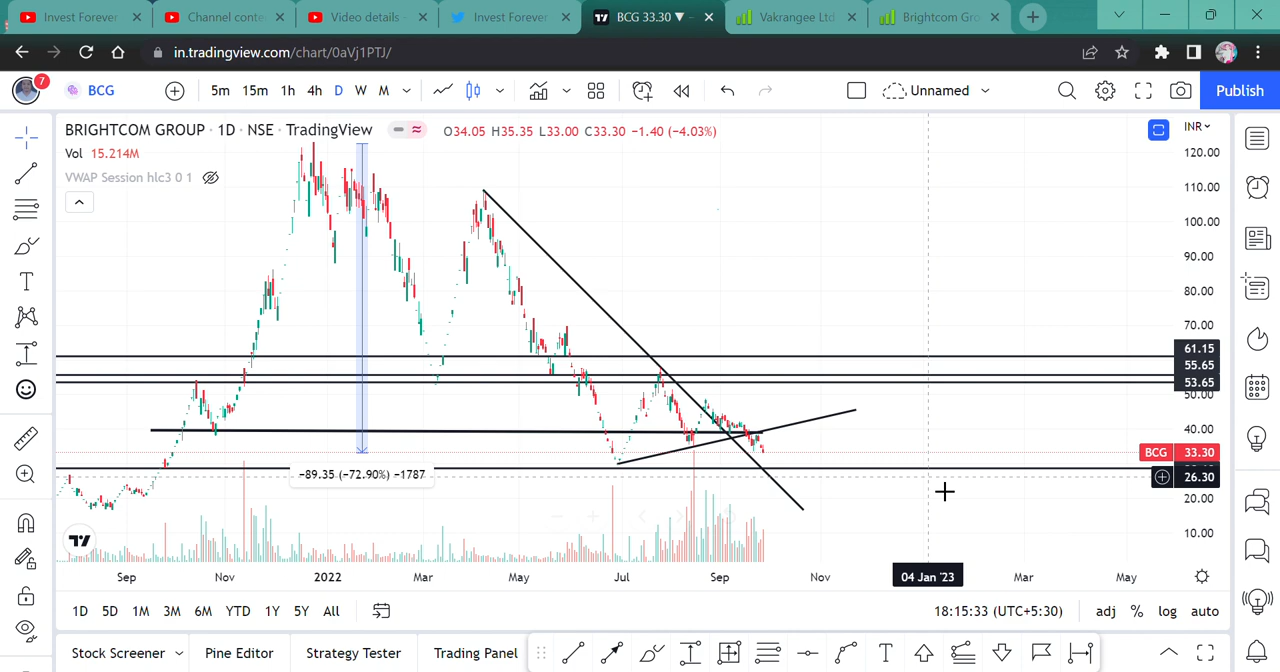 Invest Forever
Channel conte
Video details
Invest Forever
BCG 33.30 ▼
Vakrangee Ltd
Brightcom Gro
in.tradingview.com/chart/0aVj1PTJ/
7
BCG
5m 15m 1h 4h D W M
Unnamed
Publish
BRIGHTCOM GROUP · 1D · NSE · TradingView
O34.05 H35.35 L33.00 C33.30 −1.40 (−4.03%)
INR
Vol 15.214M
VWAP Session hlc3 0 1
120.00
110.00
100.00
90.00
80.00
70.00
61.15
55.65
53.65
50.00
40.00
BCG 33.30
26.30
20.00
10.00
−89.35 (−72.90%) −1787
Sep Nov 2022 Mar May Jul Sep Nov 04 Jan '23 Mar May
1D 5D 1M 3M 6M YTD 1Y 5Y All
18:15:33 (UTC+5:30) adj % log auto
Stock Screener Pine Editor Strategy Tester Trading Panel